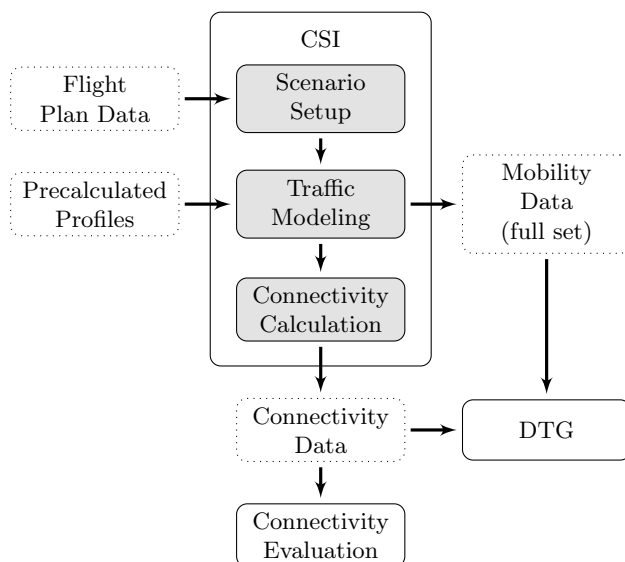 CSI
Flight
Plan Data
Scenario
Setup
Precalculated
Profiles
Traffic
Modeling
Mobility
Data
(full set)
Connectivity
Calculation
Connectivity
Data
DTG
Connectivity
Evaluation